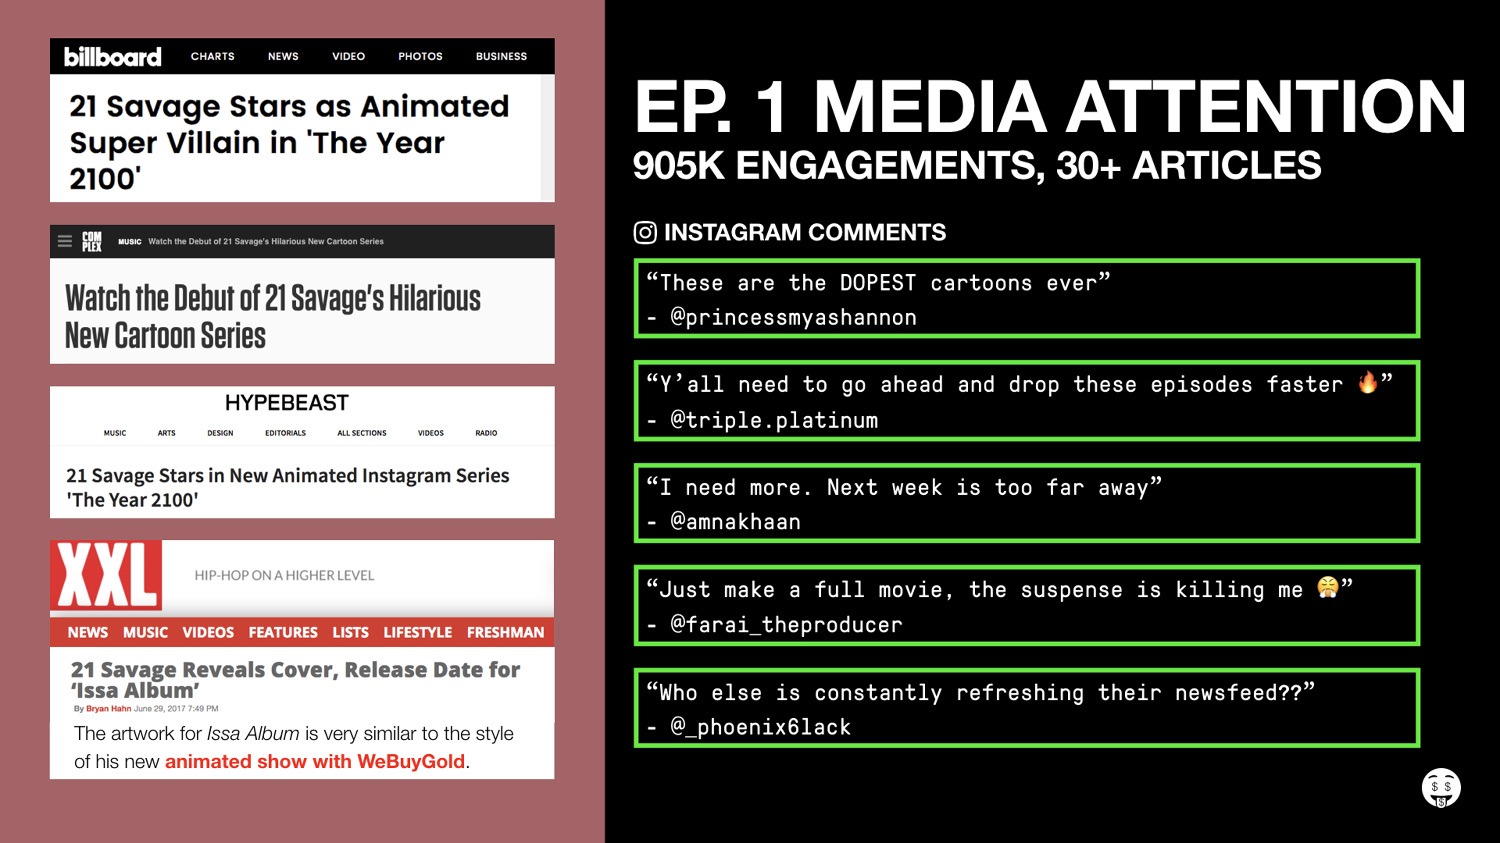 billboard CHARTS NEWS VIDEO PHOTOS BUSINESS
21 Savage Stars as Animated
Super Villain in 'The Year
2100'
COM
PLEX
MUSIC Watch the Debut of 21 Savage's Hilarious New Cartoon Series
Watch the Debut of 21 Savage's Hilarious
New Cartoon Series
HYPEBEAST
MUSIC ARTS DESIGN EDITORIALS ALL SECTIONS VIDEOS RADIO
21 Savage Stars in New Animated Instagram Series
'The Year 2100'
XXL HIP-HOP ON A HIGHER LEVEL
NEWS MUSIC VIDEOS FEATURES LISTS LIFESTYLE FRESHMAN
21 Savage Reveals Cover, Release Date for
‘Issa Album’
By Bryan Hahn June 29, 2017 7:49 PM
The artwork for Issa Album is very similar to the style
of his new animated show with WeBuyGold.
EP. 1 MEDIA ATTENTION
905K ENGAGEMENTS, 30+ ARTICLES
INSTAGRAM COMMENTS
“These are the DOPEST cartoons ever”
- @princessmyashannon
“Y’all need to go ahead and drop these episodes faster 🔥”
- @triple.platinum
“I need more. Next week is too far away”
- @amnakhaan
“Just make a full movie, the suspense is killing me 😤”
- @farai_theproducer
“Who else is constantly refreshing their newsfeed??”
- @_phoenix6lack
$ $
$